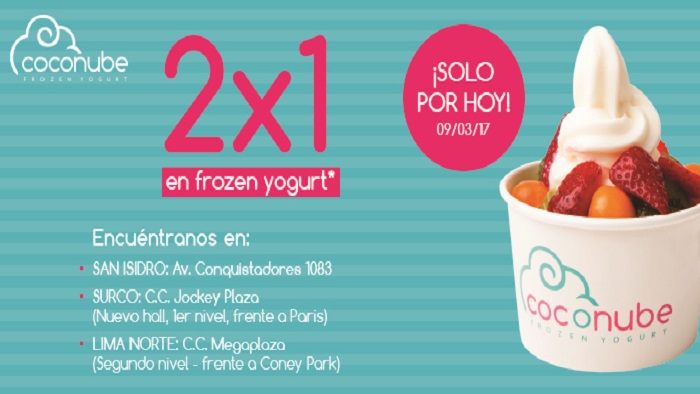 coconube
FROZEN YOGURT
2x1
en frozen yogurt*
¡SOLO
POR HOY!
09/03/17
Encuéntranos en:
• SAN ISIDRO: Av. Conquistadores 1083
• SURCO: C.C. Jockey Plaza
(Nuevo hall, 1er nivel, frente a Paris)
• LIMA NORTE: C.C. Megaplaza
(Segundo nivel - frente a Coney Park)
coconube
FROZEN YOGURT